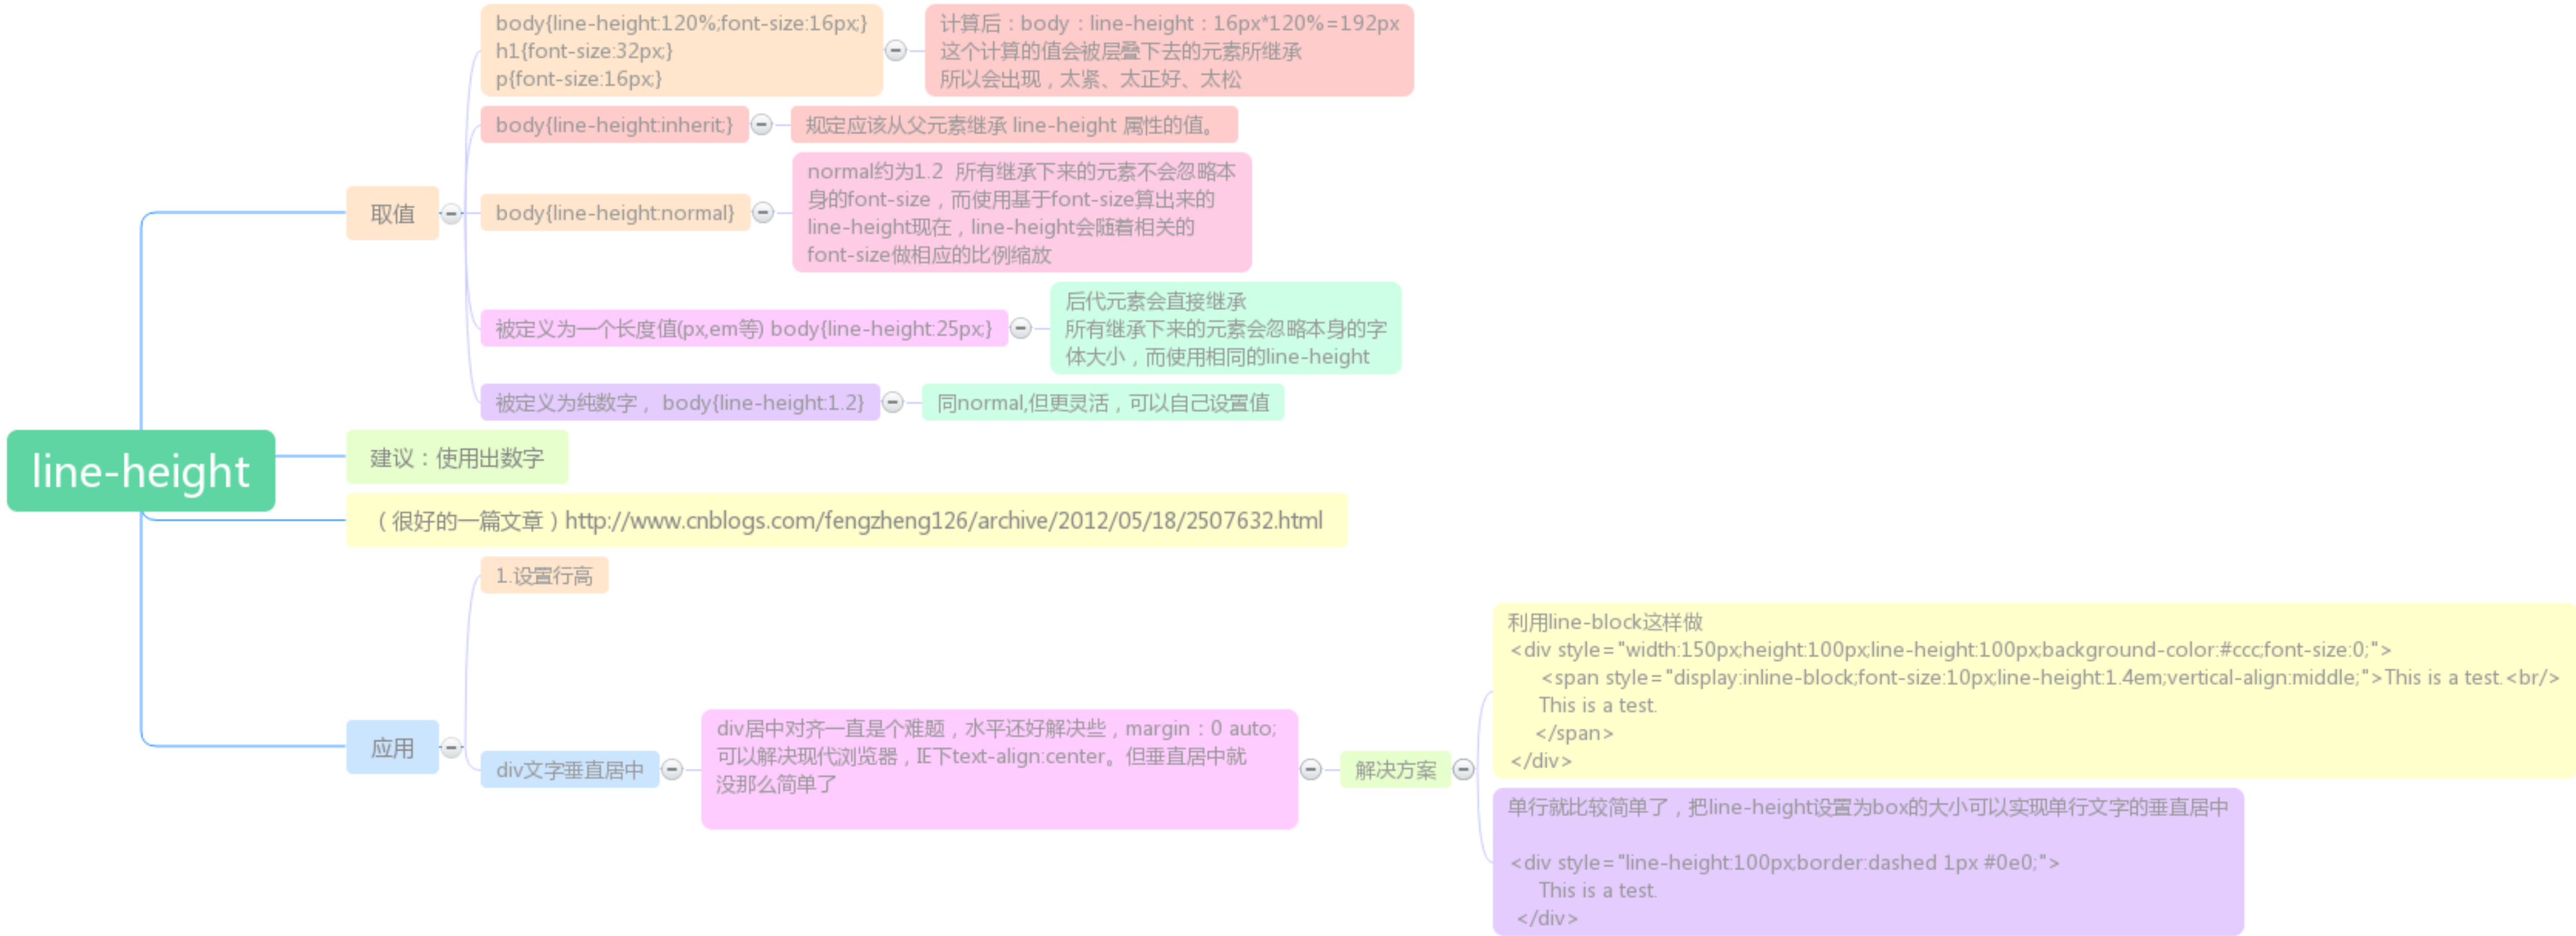 line-height
取值
body{line-height:120%;font-size:16px;}
h1{font-size:32px;}
p{font-size:16px;}
计算后：body：line-height：16px*120%=192px
这个计算的值会被层叠下去的元素所继承
所以会出现，太紧、太正好、太松
body{line-height:inherit;}
规定应该从父元素继承 line-height 属性的值。
body{line-height:normal}
normal约为1.2  所有继承下来的元素不会忽略本
身的font-size，而使用基于font-size算出来的
line-height现在，line-height会随着相关的
font-size做相应的比例缩放
被定义为一个长度值(px,em等) body{line-height:25px;}
后代元素会直接继承
所有继承下来的元素会忽略本身的字
体大小，而使用相同的line-height
被定义为纯数字， body{line-height:1.2}
同normal,但更灵活，可以自己设置值
建议：使用出数字
（很好的一篇文章）http://www.cnblogs.com/fengzheng126/archive/2012/05/18/2507632.html
应用
1.设置行高
div文字垂直居中
div居中对齐一直是个难题，水平还好解决些，margin：0 auto;
可以解决现代浏览器，IE下text-align:center。但垂直居中就
没那么简单了
解决方案
利用line-block这样做
<div style="width:150px;height:100px;line-height:100px;background-color:#ccc;font-size:0;">
<span style="display:inline-block;font-size:10px;line-height:1.4em;vertical-align:middle;">This is a test.<br/>
This is a test.
</span>
</div>
单行就比较简单了，把line-height设置为box的大小可以实现单行文字的垂直居中
<div style="line-height:100px;border:dashed 1px #0e0;">
This is a test.
</div>